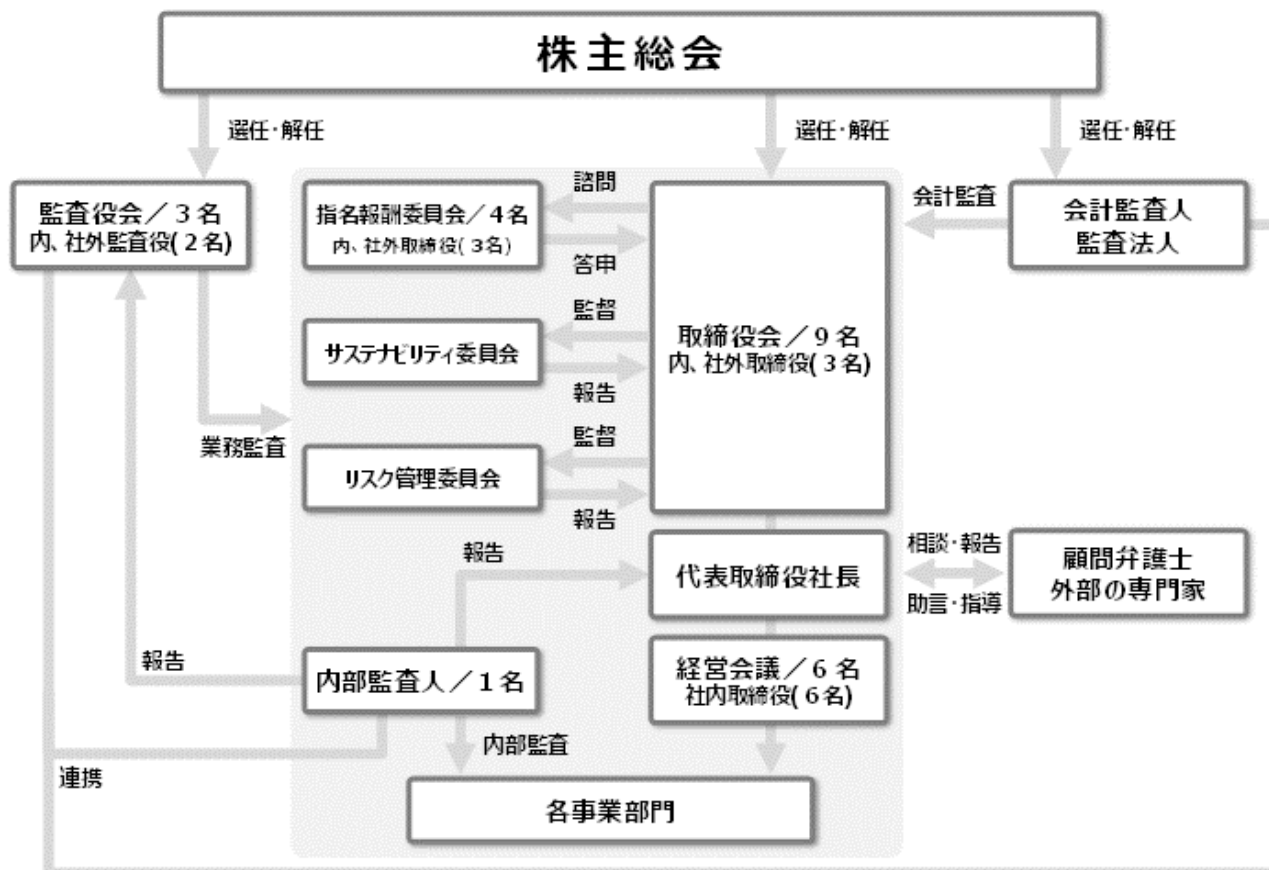 株主総会
選任・解任
選任・解任
選任・解任
監査役会／3名
内、社外監査役(2名)
指名報酬委員会／4名
内、社外取締役(3名)
諮問
答申
取締役会／9名
内、社外取締役(3名)
会計監査
会計監査人
監査法人
サステナビリティ委員会
監督
報告
業務監査
リスク管理委員会
監督
報告
報告
代表取締役社長
相談・報告
助言・指導
顧問弁護士
外部の専門家
報告
内部監査人／1名
経営会議／6名
社内取締役(6名)
内部監査
連携
各事業部門